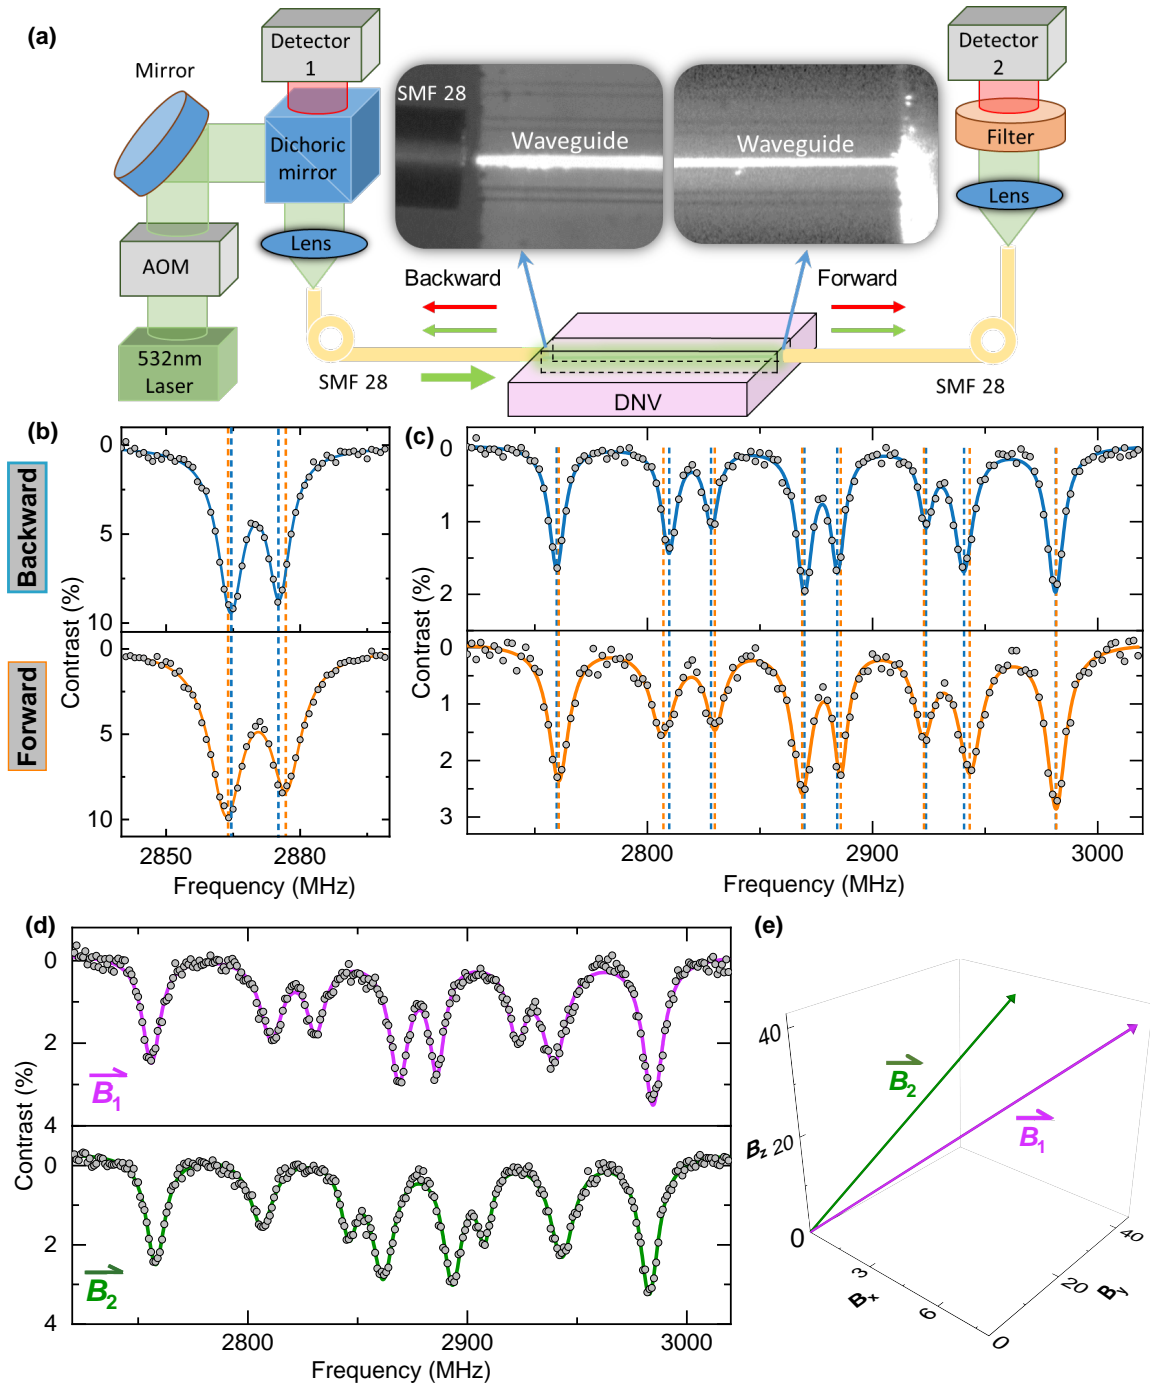 (a)
Detector
1
Mirror
Dichoric
mirror
Lens
AOM
532nm
Laser
SMF 28
SMF 28
Waveguide
Waveguide
Backward
Forward
DNV
SMF 28
Detector
2
Filter
Lens
(b)
Backward
Forward
Contrast (%)
0
5
10
0
5
10
2850
2880
Frequency (MHz)
(c)
Contrast (%)
0
1
2
0
1
2
3
2800
2900
3000
Frequency (MHz)
(d)
Contrast (%)
0
2
4
0
2
4
B1
B2
2800
2900
3000
Frequency (MHz)
(e)
40
Bz 20
0
B2
B1
3
6
Bx
0
20
40
By